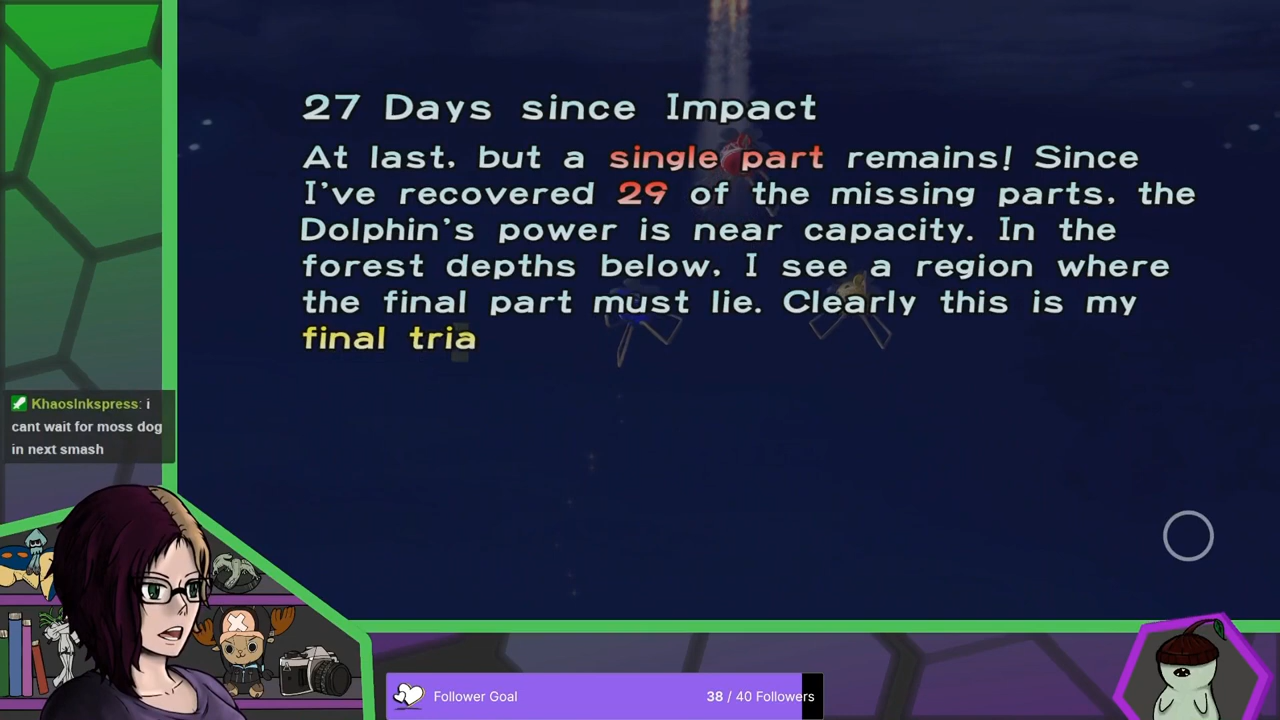 27 Days since Impact
At last, but a single part remains! Since
I've recovered 29 of the missing parts, the
Dolphin's power is near capacity. In the
forest depths below, I see a region where
the final part must lie. Clearly this is my
final tria
KhaosInkspress: i
cant wait for moss dog
in next smash
Follower Goal
38 / 40 Followers